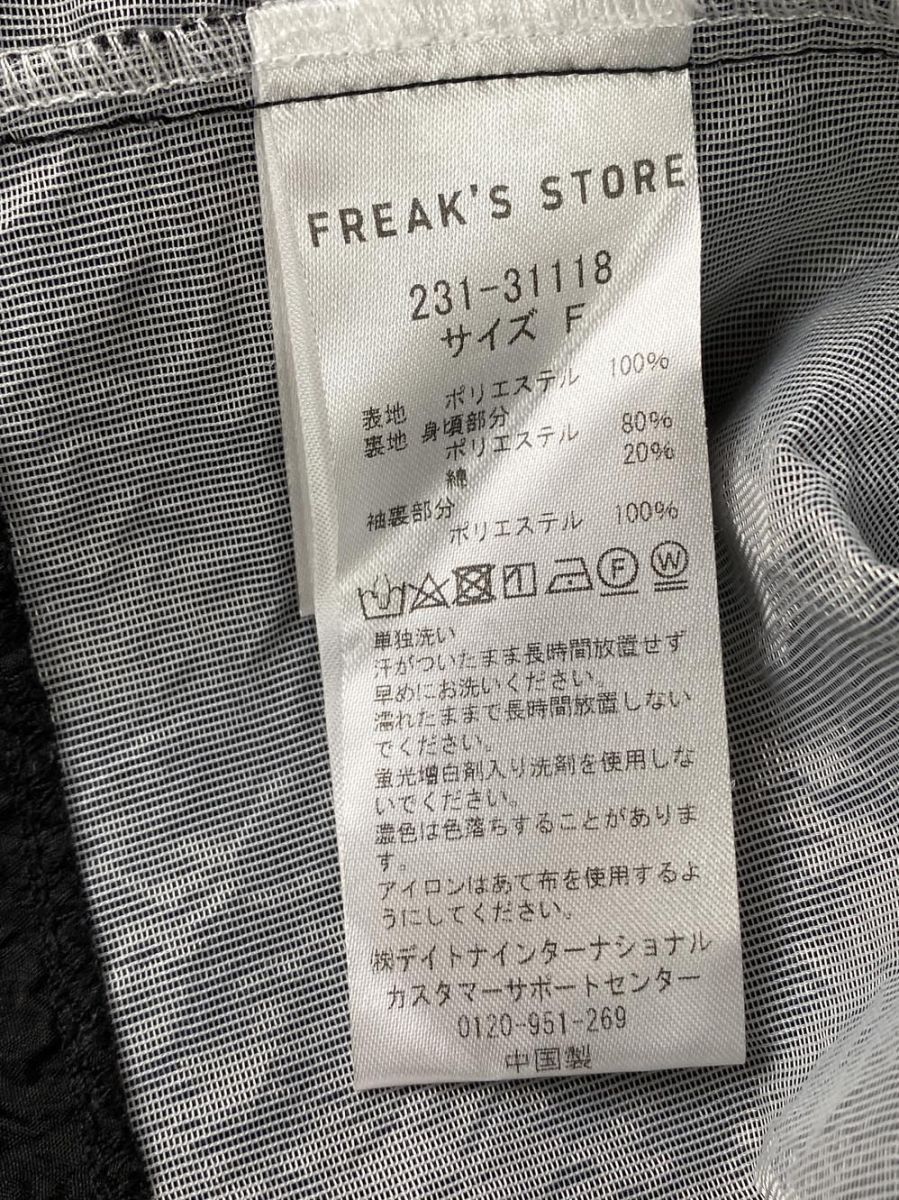 FREAK'S STORE
231-31118
サイズ F
表地 ポリエステル 100%
裏地 身頃部分
ポリエステル 80%
綿 20%
袖裏部分
ポリエステル 100%
F W
単独洗い
汗がついたまま長時間放置せず
早めにお洗いください。
濡れたままで長時間放置しない
でください。
蛍光増白剤入り洗剤を使用しな
いでください。
濃色は色落ちすることがありま
す。
アイロンはあて布を使用するよ
うにしてください。
㈱デイトナインターナショナル
カスタマーサポートセンター
0120-951-269
中国製